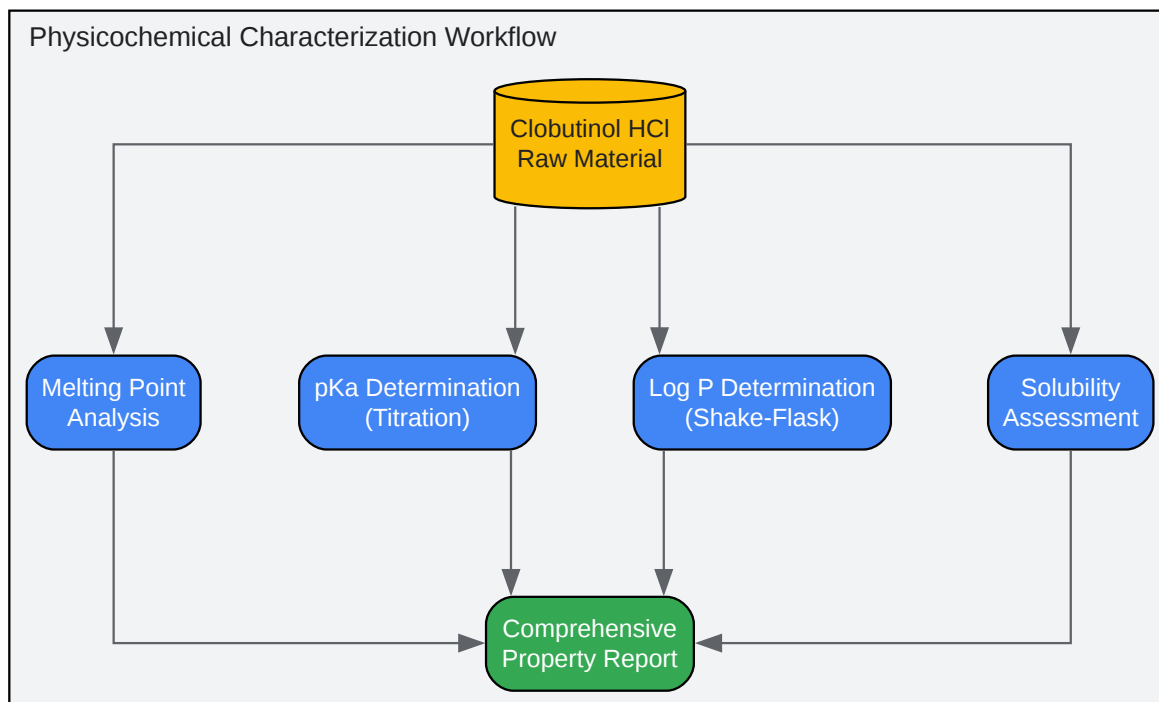 Physicochemical Characterization Workflow
Clobutinol HCl
Raw Material
Melting Point
Analysis
pKa Determination
(Titration)
Log P Determination
(Shake-Flask)
Solubility
Assessment
Comprehensive
Property Report